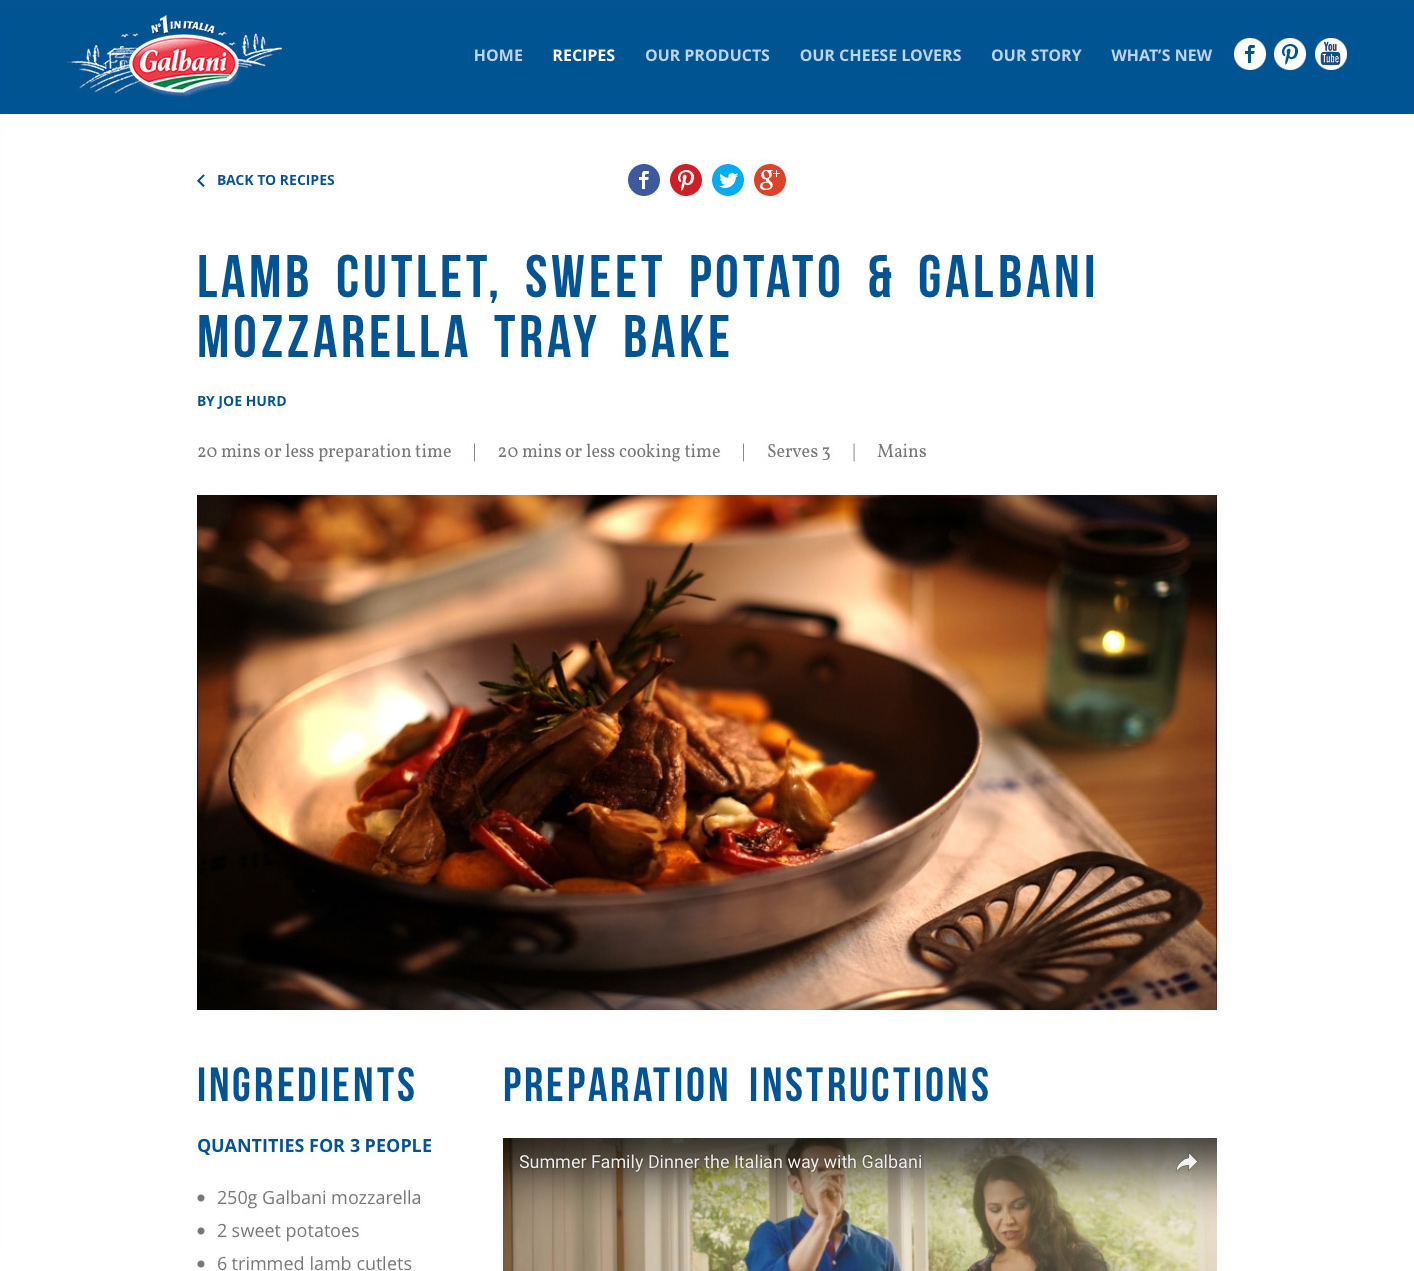 Nº1 IN ITALIA
Galbani
HOME RECIPES OUR PRODUCTS OUR CHEESE LOVERS OUR STORY WHAT'S NEW
You
Tube
BACK TO RECIPES
LAMB CUTLET, SWEET POTATO & GALBANI
MOZZARELLA TRAY BAKE
BY JOE HURD
20 mins or less preparation time | 20 mins or less cooking time | Serves 3 | Mains
INGREDIENTS
PREPARATION INSTRUCTIONS
QUANTITIES FOR 3 PEOPLE
Summer Family Dinner the Italian way with Galbani
250g Galbani mozzarella
2 sweet potatoes
6 trimmed lamb cutlets